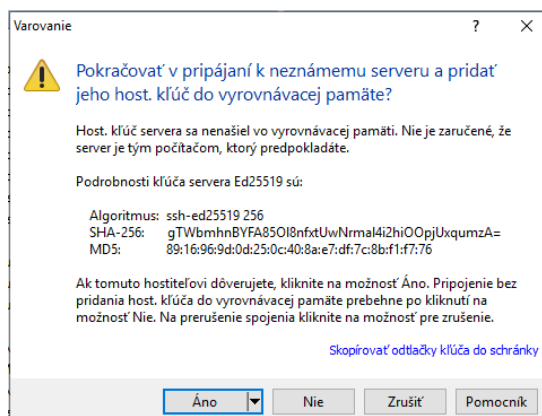 Varovanie
Pokračovať v pripájaní k neznámemu serveru a pridať
jeho host. kľúč do vyrovnávacej pamäte?
Host. kľúč servera sa nenašiel vo vyrovnávacej pamäti. Nie je zaručené, že
server je tým počítačom, ktorý predpokladáte.
Podrobnosti kľúča servera Ed25519 sú:
Algoritmus: ssh-ed25519 256
SHA-256: gTWbmhnBYFA85OI8nfxtUwNrmal4i2hiOOpjUxqumzA=
MD5: 89:16:96:9d:0d:25:0c:40:8a:e7:df:7c:8b:f1:f7:76
Ak tomuto hostiteľovi dôverujete, kliknite na možnosť Áno. Pripojenie bez
pridania host. kľúča do vyrovnávacej pamäte prebehne po kliknutí na
možnosť Nie. Na prerušenie spojenia kliknite na možnosť pre zrušenie.
Skopírovať odtlačky kľúča do schránky
Áno Nie Zrušiť Pomocník